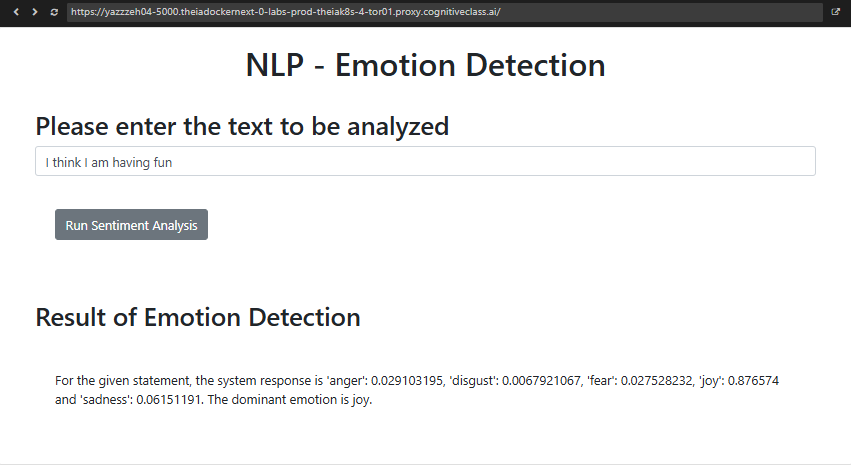 https://yazzzeh04-5000.theiadockernext-0-labs-prod-theiak8s-4-tor01.proxy.cognitiveclass.ai/
NLP - Emotion Detection
Please enter the text to be analyzed
I think I am having fun
Run Sentiment Analysis
Result of Emotion Detection
For the given statement, the system response is 'anger': 0.029103195, 'disgust': 0.0067921067, 'fear': 0.027528232, 'joy': 0.876574
and 'sadness': 0.06151191. The dominant emotion is joy.